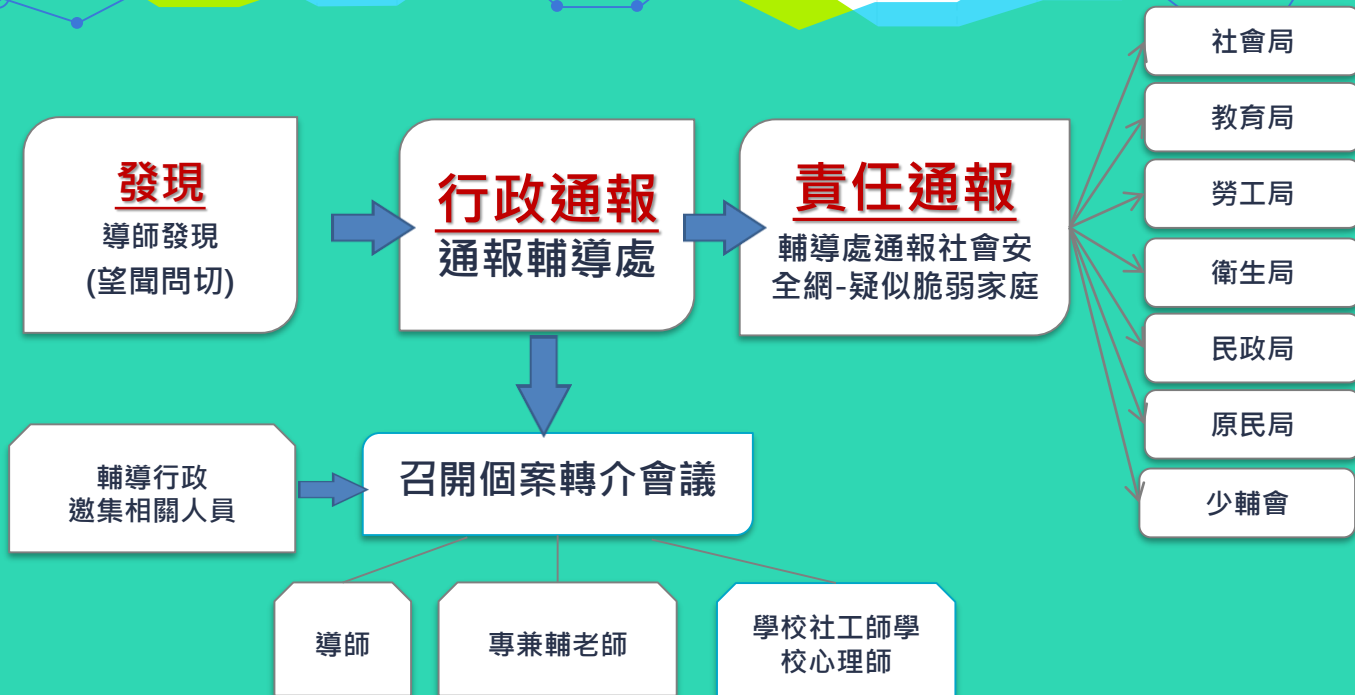 發現
導師發現
(望聞問切)
行政通報
通報輔導處
責任通報
輔導處通報社會安
全網-疑似脆弱家庭
社會局
教育局
勞工局
衛生局
民政局
原民局
少輔會
輔導行政
邀集相關人員
召開個案轉介會議
導師
專兼輔老師
學校社工師學
校心理師